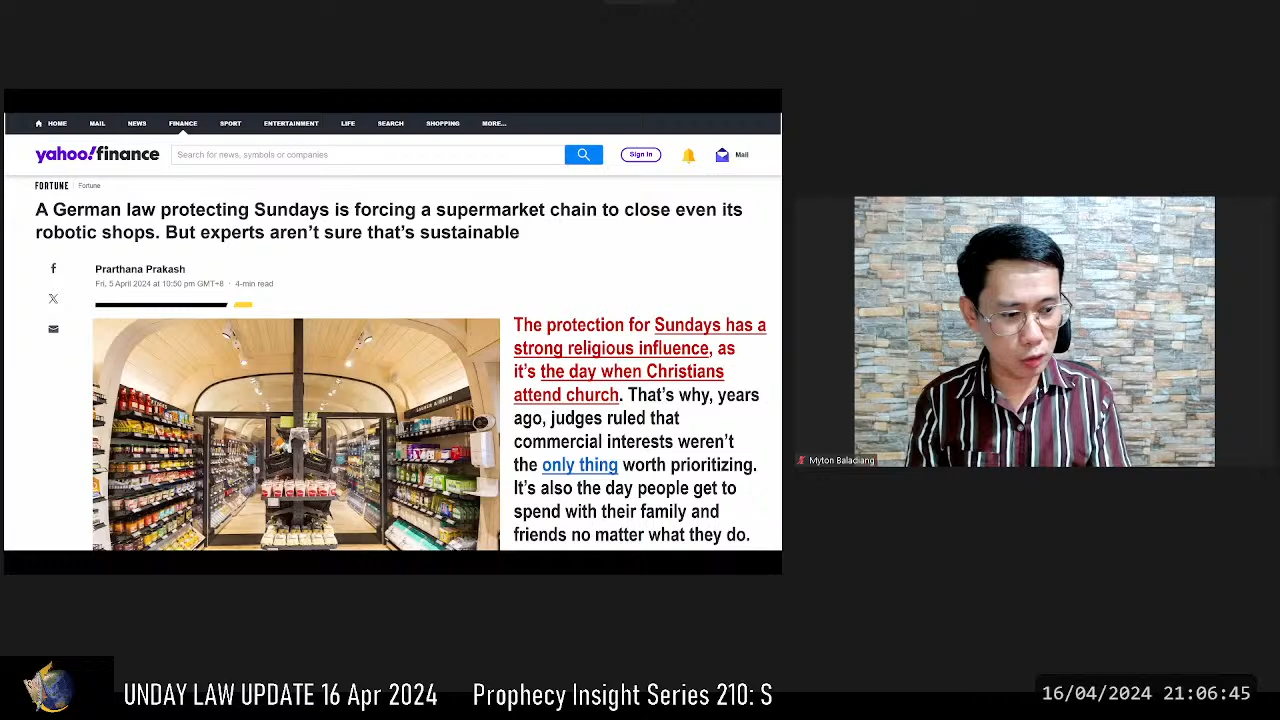 HOME MAIL NEWS FINANCE SPORT ENTERTAINMENT LIFE SEARCH SHOPPING MORE...
yahoo!finance
Search for news, symbols or companies
Sign in
Mail
FORTUNE Fortune
A German law protecting Sundays is forcing a supermarket chain to close even its
robotic shops. But experts aren't sure that's sustainable
Prarthana Prakash
Fri, 5 April 2024 at 10:50 pm GMT+8 · 4-min read
The protection for Sundays has a
strong religious influence, as
it's the day when Christians
attend church. That's why, years
ago, judges ruled that
commercial interests weren't
the only thing worth prioritizing.
It's also the day people get to
spend with their family and
friends no matter what they do.
Myton Baladiang
UNDAY LAW UPDATE 16 Apr 2024 Prophecy Insight Series 210: S
16/04/2024 21:06:45